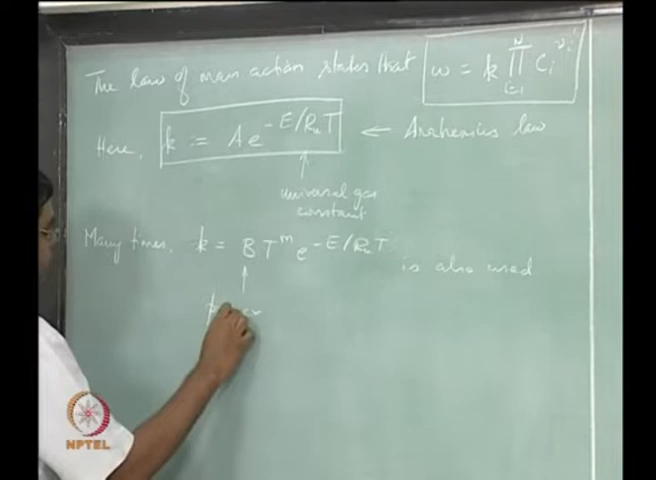 The law of mass action states that ω = k ∏ᵢ₌₁ᴺ Cᵢ^νᵢ'
Here, k := A e^-E/RᵤT ← Arrhenius law
universal gas
constant
Many times, k = B T^m e^-E/RᵤT is also used
NPTEL